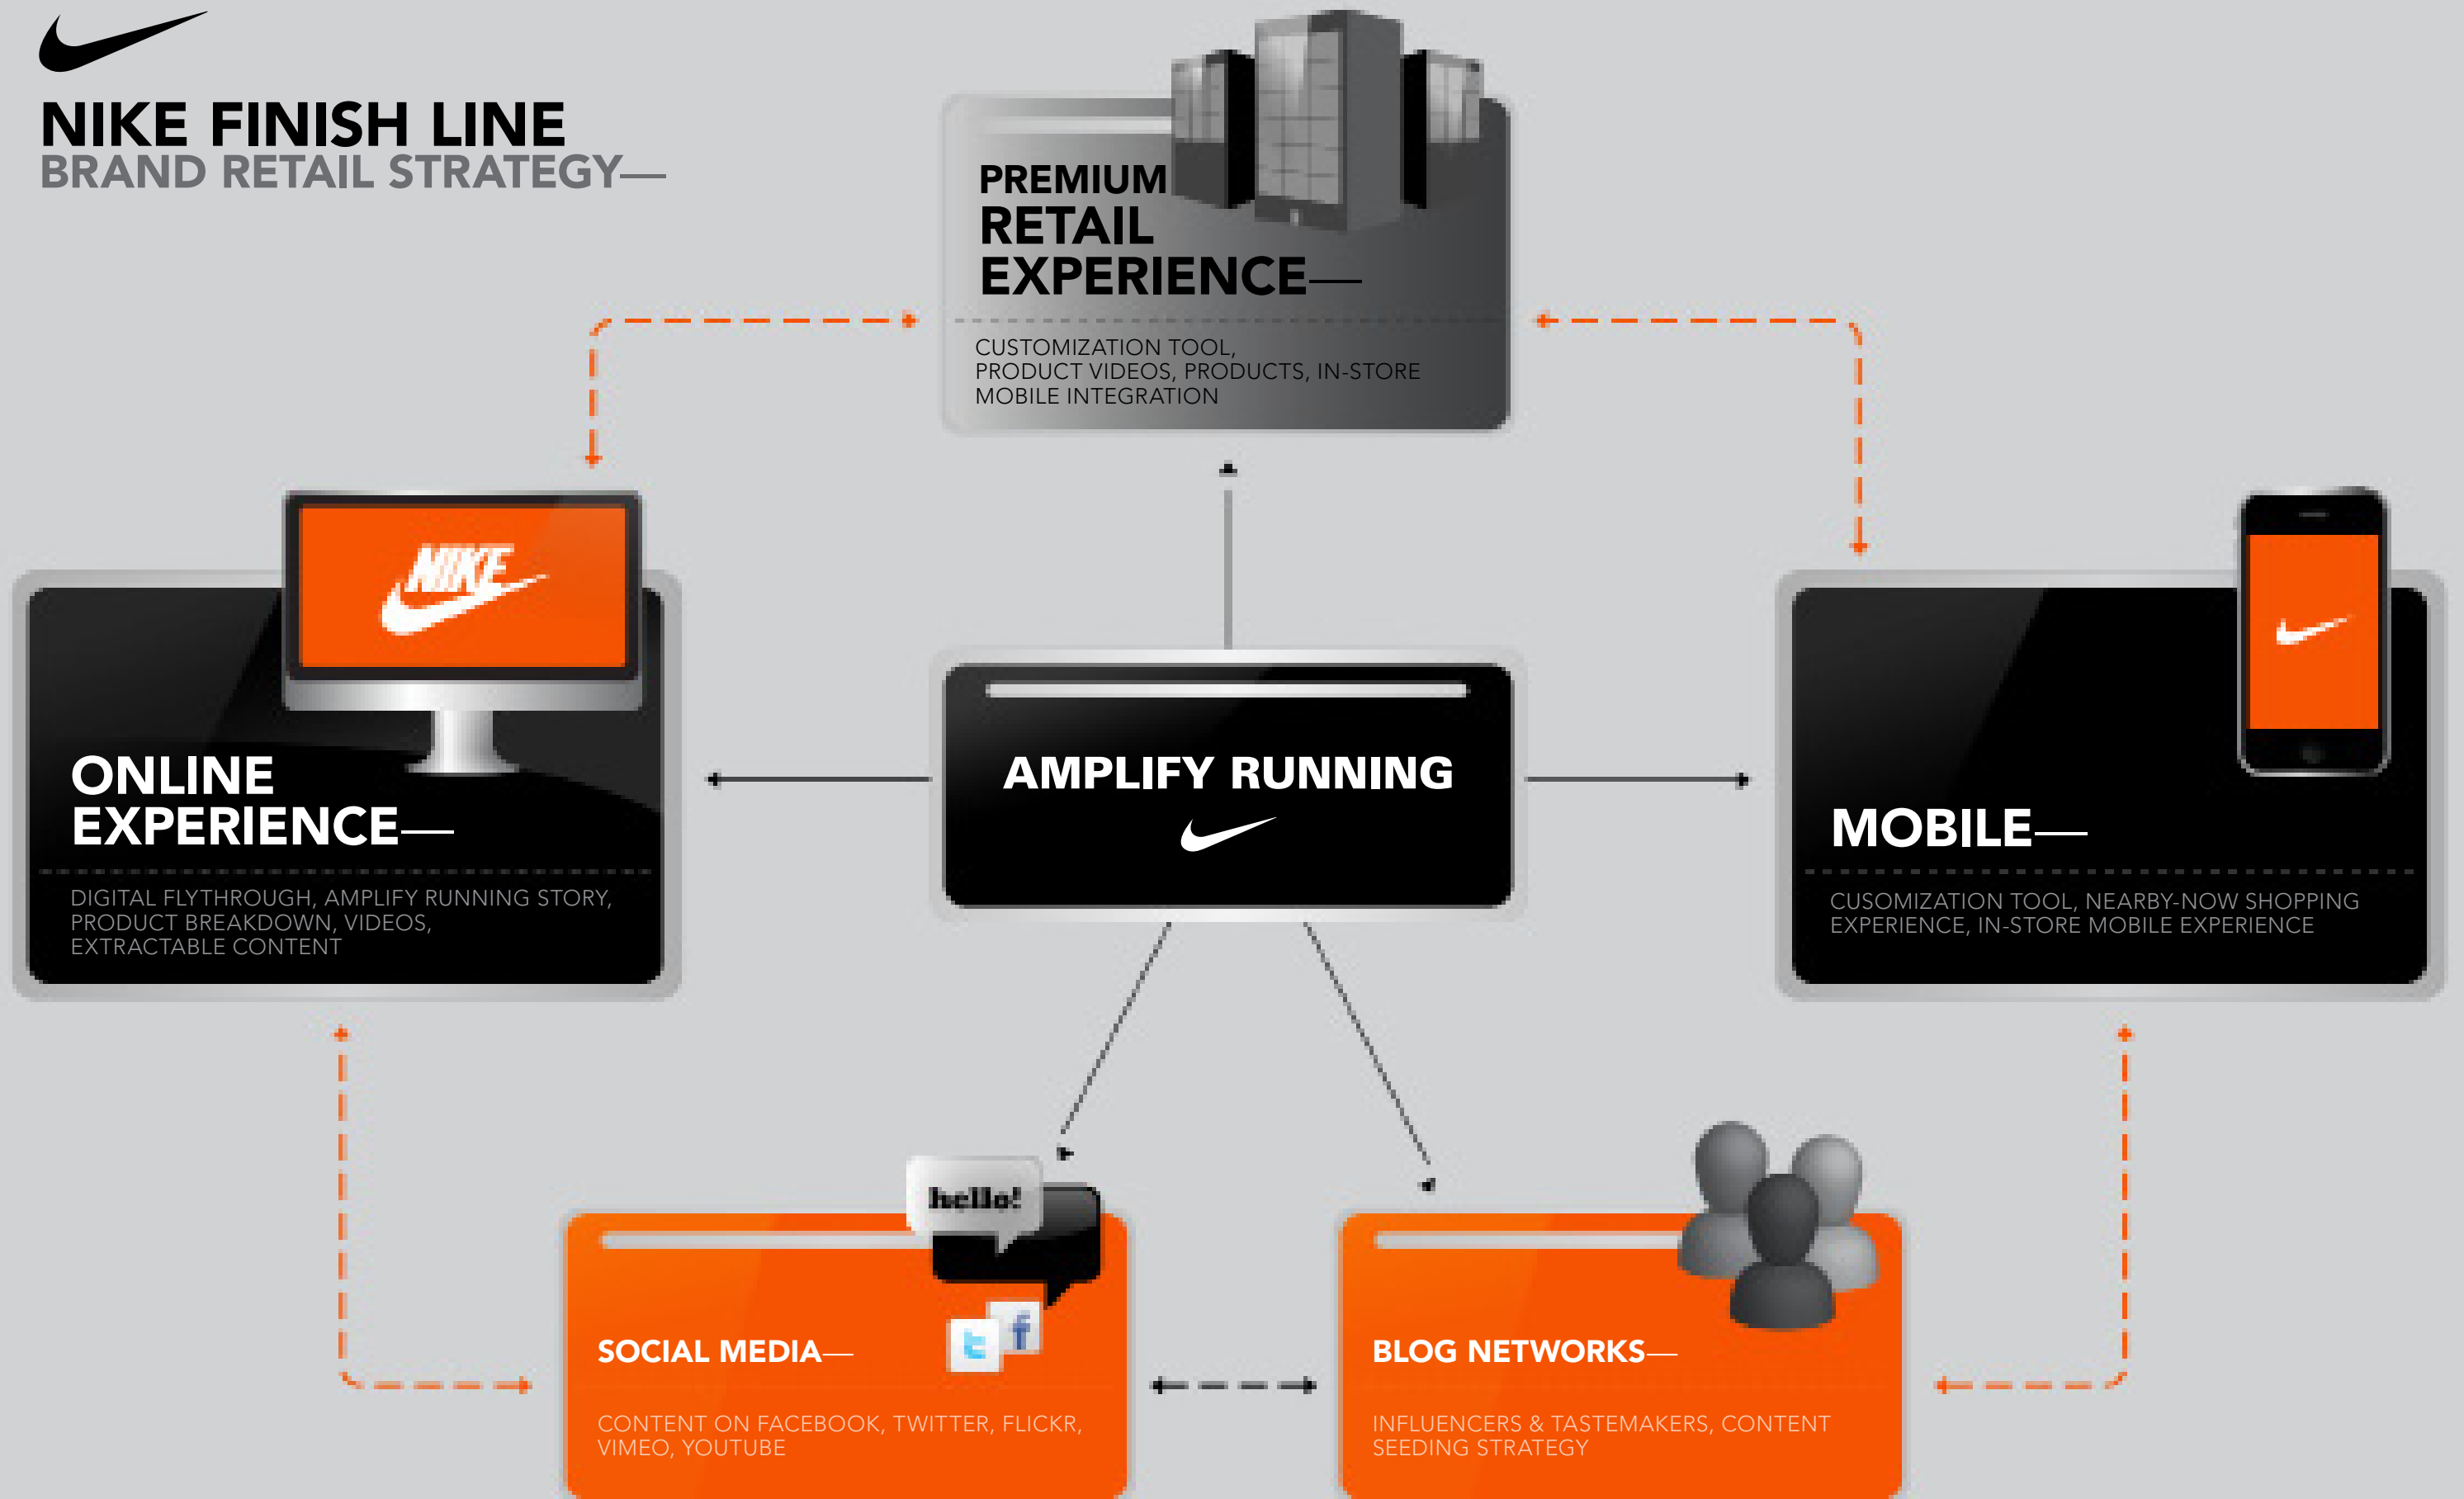 NIKE FINISH LINE
BRAND RETAIL STRATEGY—
PREMIUM
RETAIL
EXPERIENCE—
CUSTOMIZATION TOOL,
PRODUCT VIDEOS, PRODUCTS, IN-STORE
MOBILE INTEGRATION
NIKE
ONLINE
EXPERIENCE—
DIGITAL FLYTHROUGH, AMPLIFY RUNNING STORY,
PRODUCT BREAKDOWN, VIDEOS,
EXTRACTABLE CONTENT
AMPLIFY RUNNING
MOBILE—
CUSOMIZATION TOOL, NEARBY-NOW SHOPPING
EXPERIENCE, IN-STORE MOBILE EXPERIENCE
hello!
t f
SOCIAL MEDIA—
CONTENT ON FACEBOOK, TWITTER, FLICKR,
VIMEO, YOUTUBE
BLOG NETWORKS—
INFLUENCERS & TASTEMAKERS, CONTENT
SEEDING STRATEGY